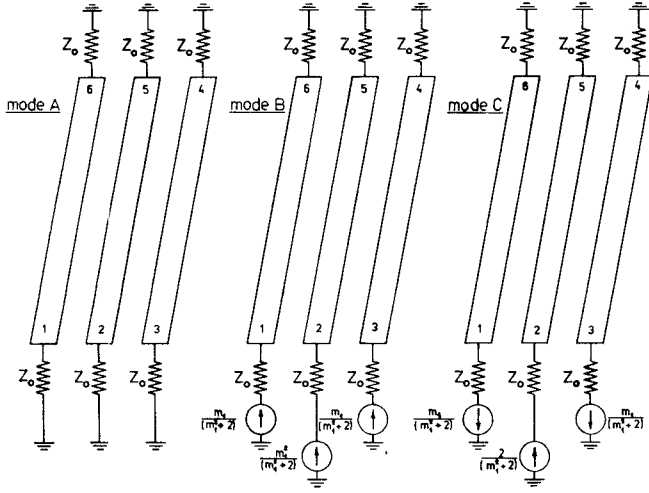 Z₀ Z₀ Z₀ Z₀ Z₀ Z₀ Z₀ Z₀ Z₀
6 5 4 6 5 4 6 5 4
mode A mode B mode C
1 2 3 1 2 3 1 2 3
Z₀ Z₀ Z₀ Z₀ Z₀ Z₀ Z₀ Z₀ Z₀
m₁/(m₁²+2) m₁/(m₁²+2) m₁/(m₁²+2) m₁/(m₁²+2)
m₁²/(m₁²+2) 2/(m₁²+2)